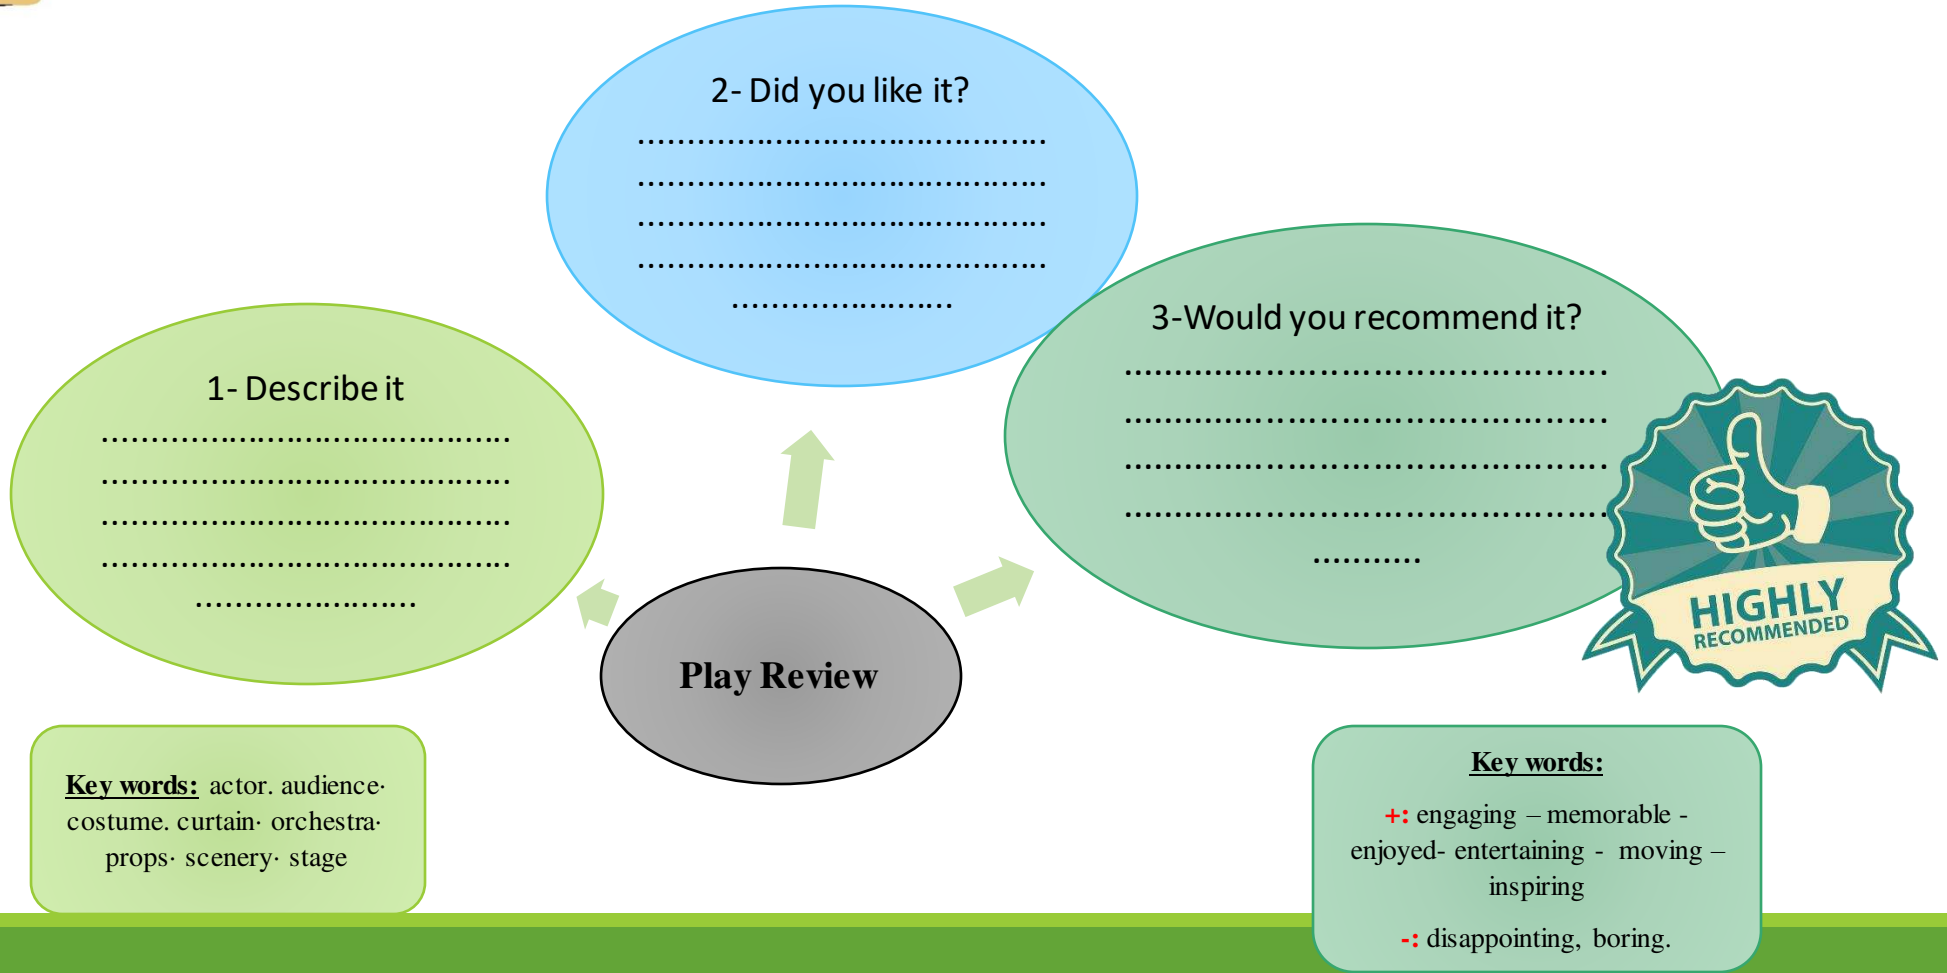 2- Did you like it?
..........................................
..........................................
..........................................
..........................................
......................
3-Would you recommend it?
..........................................
..........................................
..........................................
..........................................
...........
1- Describe it
..........................................
..........................................
..........................................
..........................................
......................
HIGHLY
RECOMMENDED
Play Review
Key words: actor. audience·
costume. curtain· orchestra·
props· scenery· stage
Key words:
+: engaging – memorable -
enjoyed- entertaining - moving –
inspiring
-: disappointing, boring.